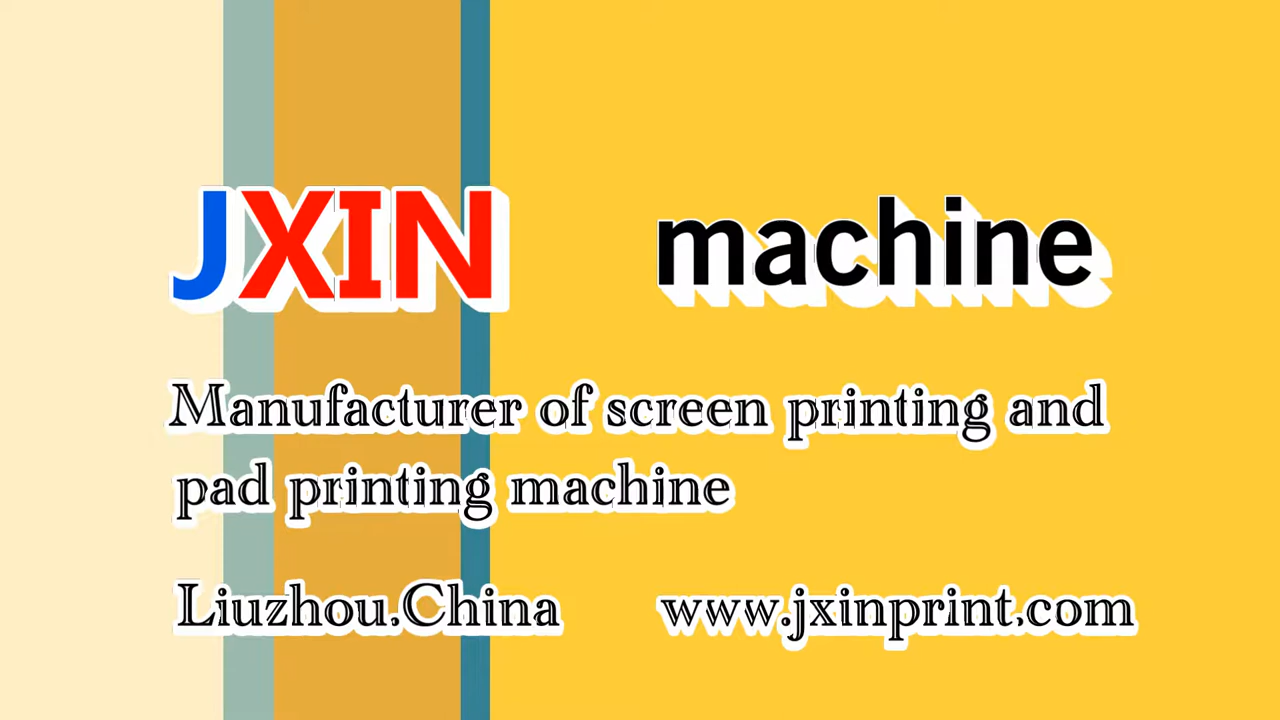 JXIN machine
Manufacturer of screen printing and
pad printing machine
Liuzhou.China www.jxinprint.com